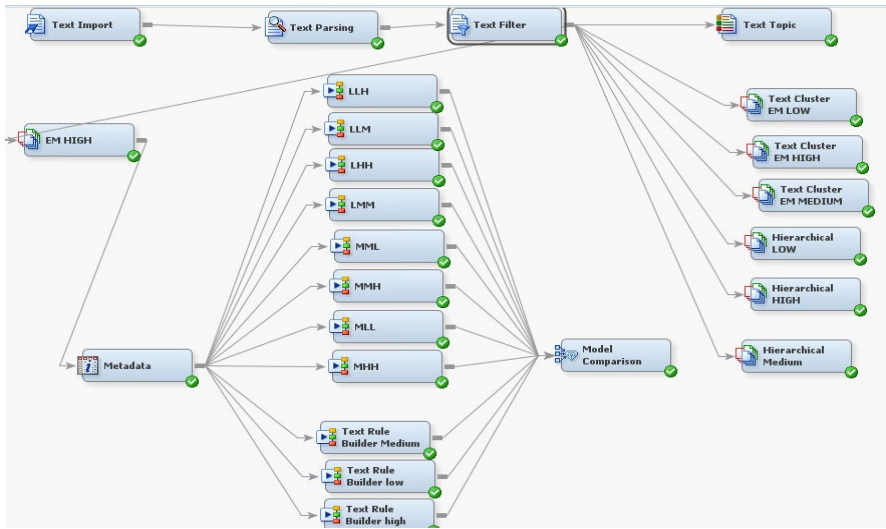 Text Import
Text Parsing
Text Filter
Text Topic
EM HIGH
Metadata
LLH
LLM
LHH
LMM
MML
MMH
MLL
MHH
Text Rule
Builder Medium
Text Rule
Builder low
Text Rule
Builder high
Model
Comparison
Text Cluster
EM LOW
Text Cluster
EM HIGH
Text Cluster
EM MEDIUM
Hierarchical
LOW
Hierarchical
HIGH
Hierarchical
Medium